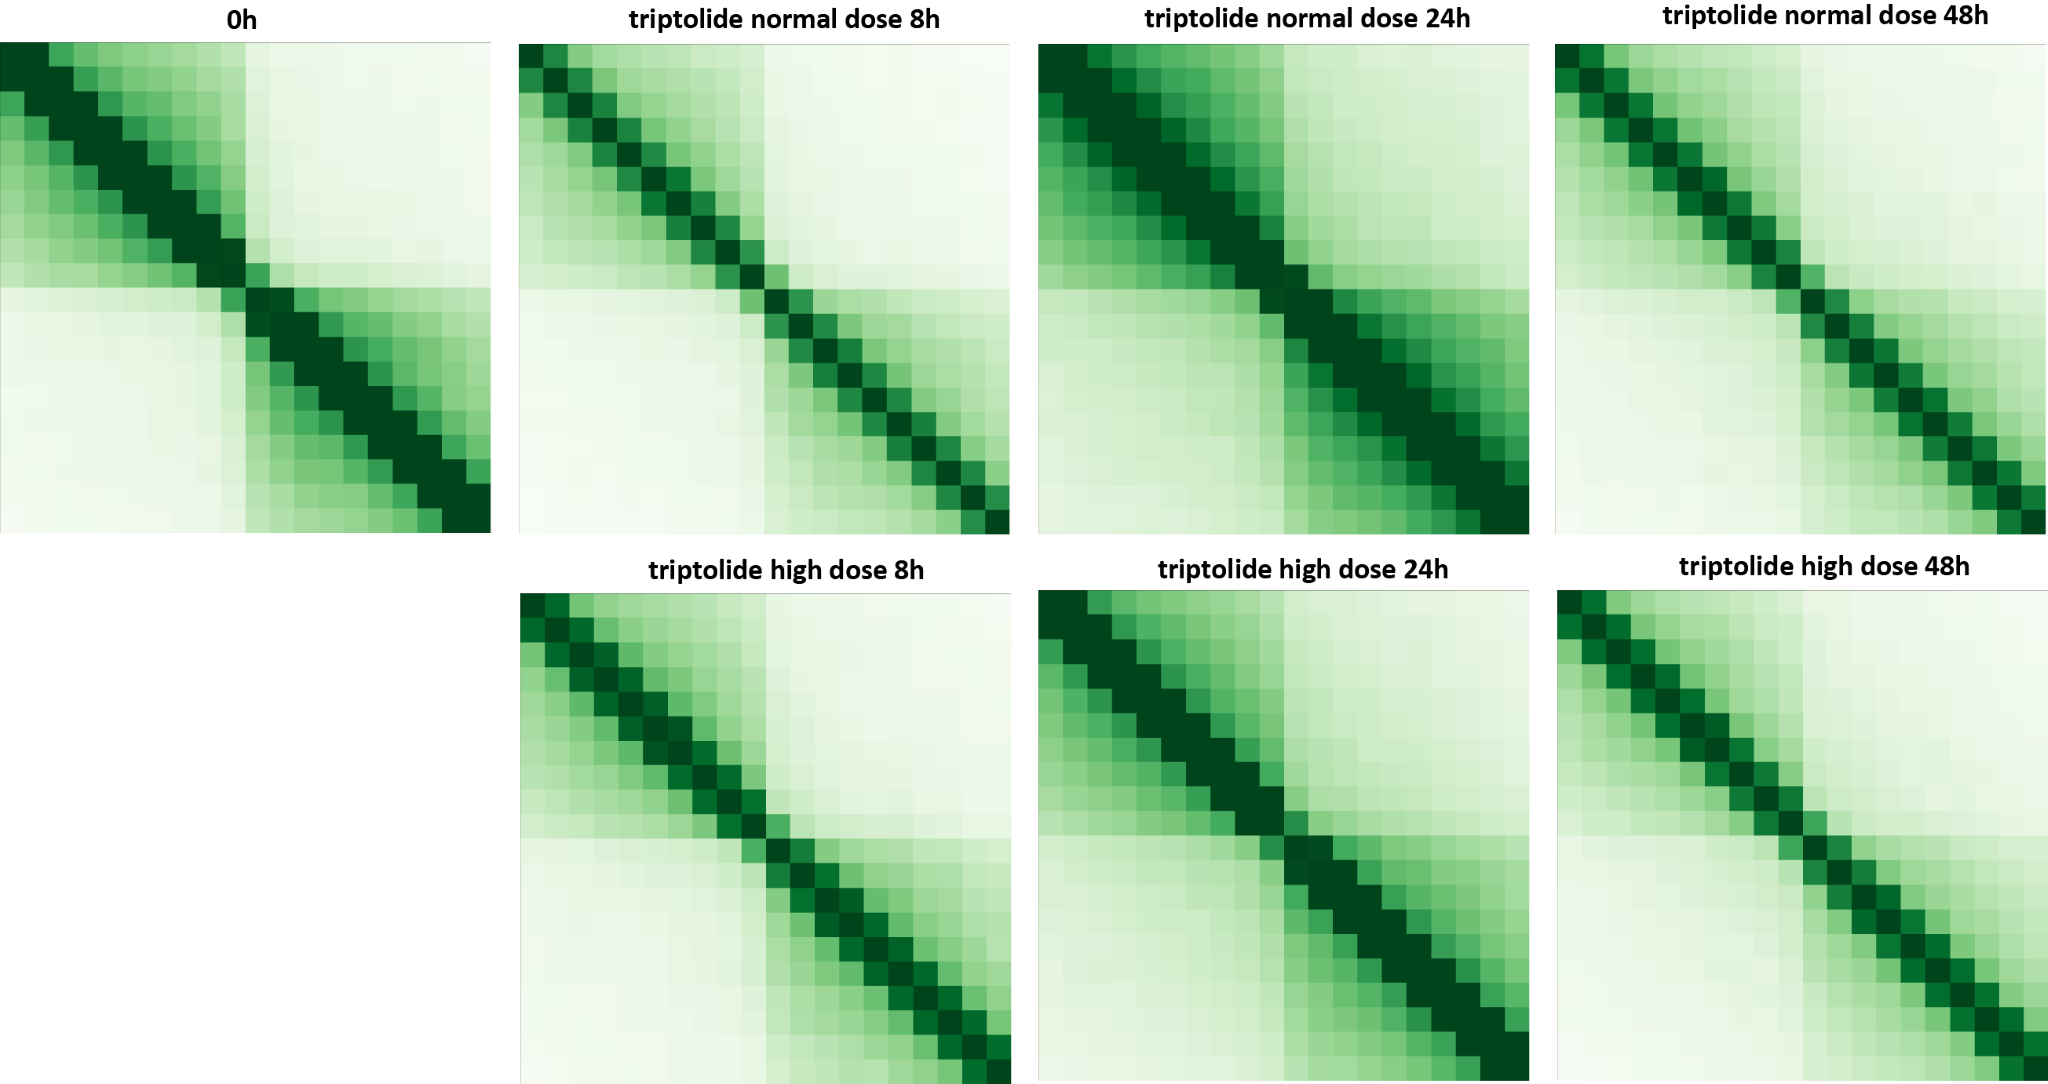 0h
triptolide normal dose 8h
triptolide normal dose 24h
triptolide normal dose 48h
triptolide high dose 8h
triptolide high dose 24h
triptolide high dose 48h